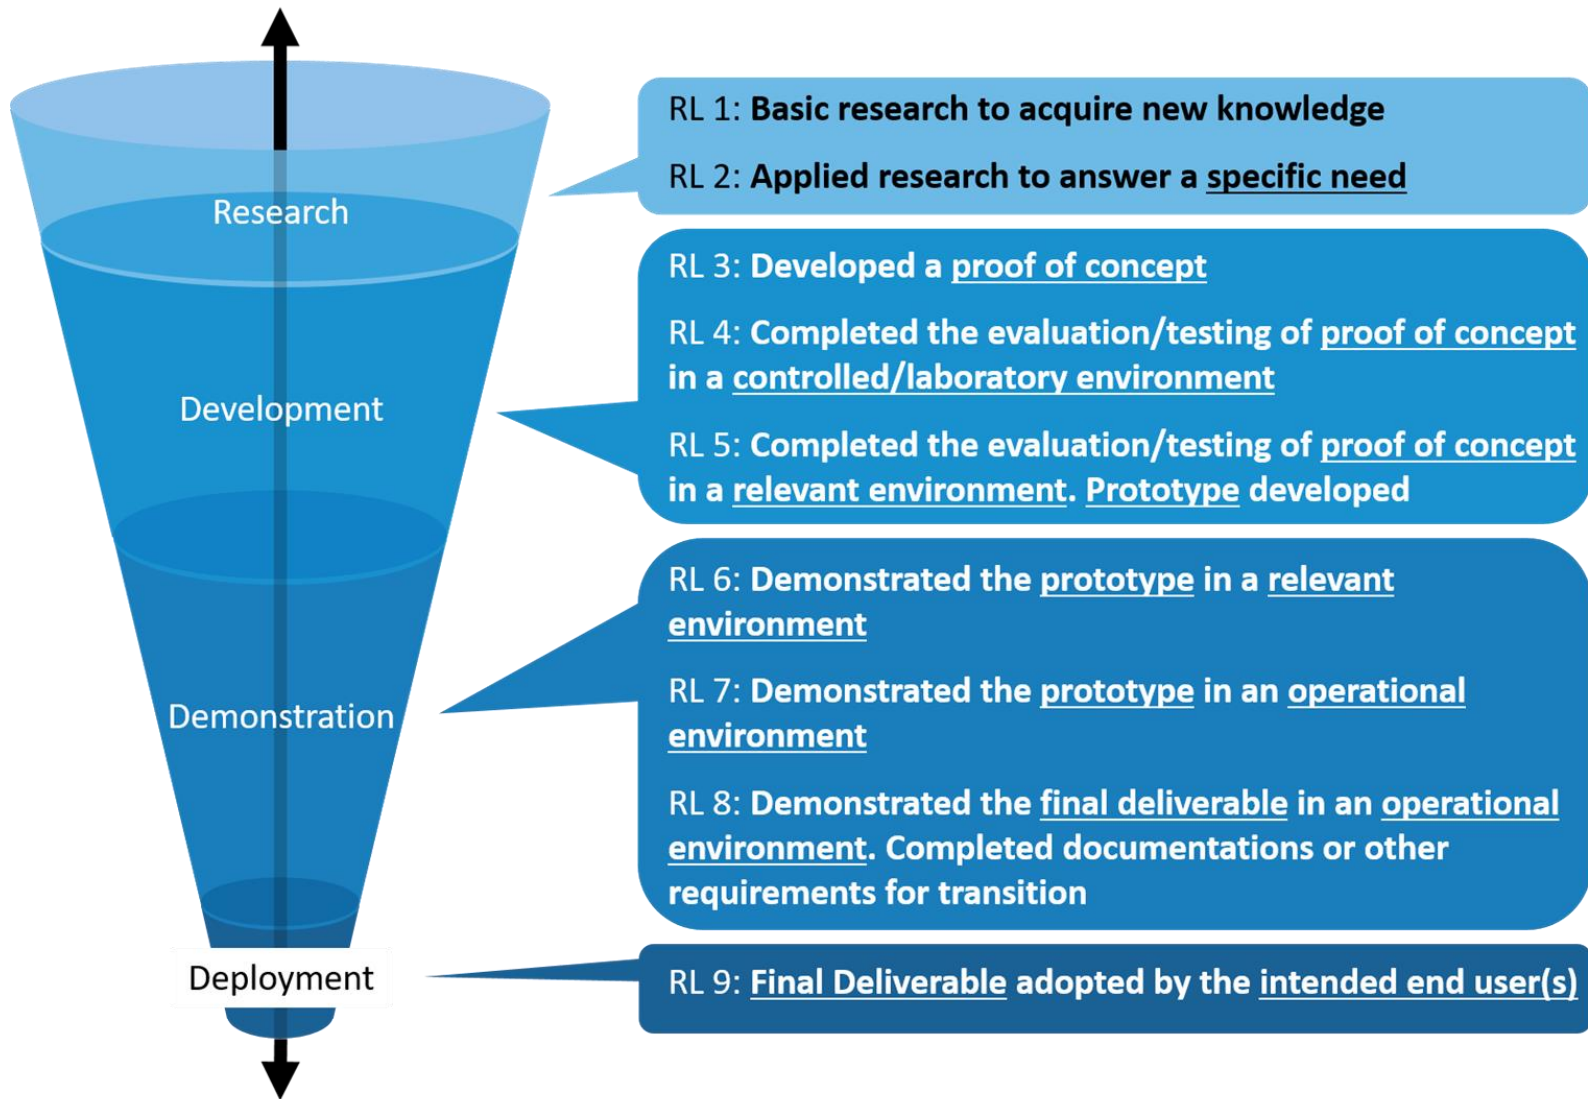 Research
Development
Demonstration
Deployment
RL 1: Basic research to acquire new knowledge
RL 2: Applied research to answer a specific need
RL 3: Developed a proof of concept
RL 4: Completed the evaluation/testing of proof of concept
in a controlled/laboratory environment
RL 5: Completed the evaluation/testing of proof of concept
in a relevant environment. Prototype developed
RL 6: Demonstrated the prototype in a relevant
environment
RL 7: Demonstrated the prototype in an operational
environment
RL 8: Demonstrated the final deliverable in an operational
environment. Completed documentations or other
requirements for transition
RL 9: Final Deliverable adopted by the intended end user(s)